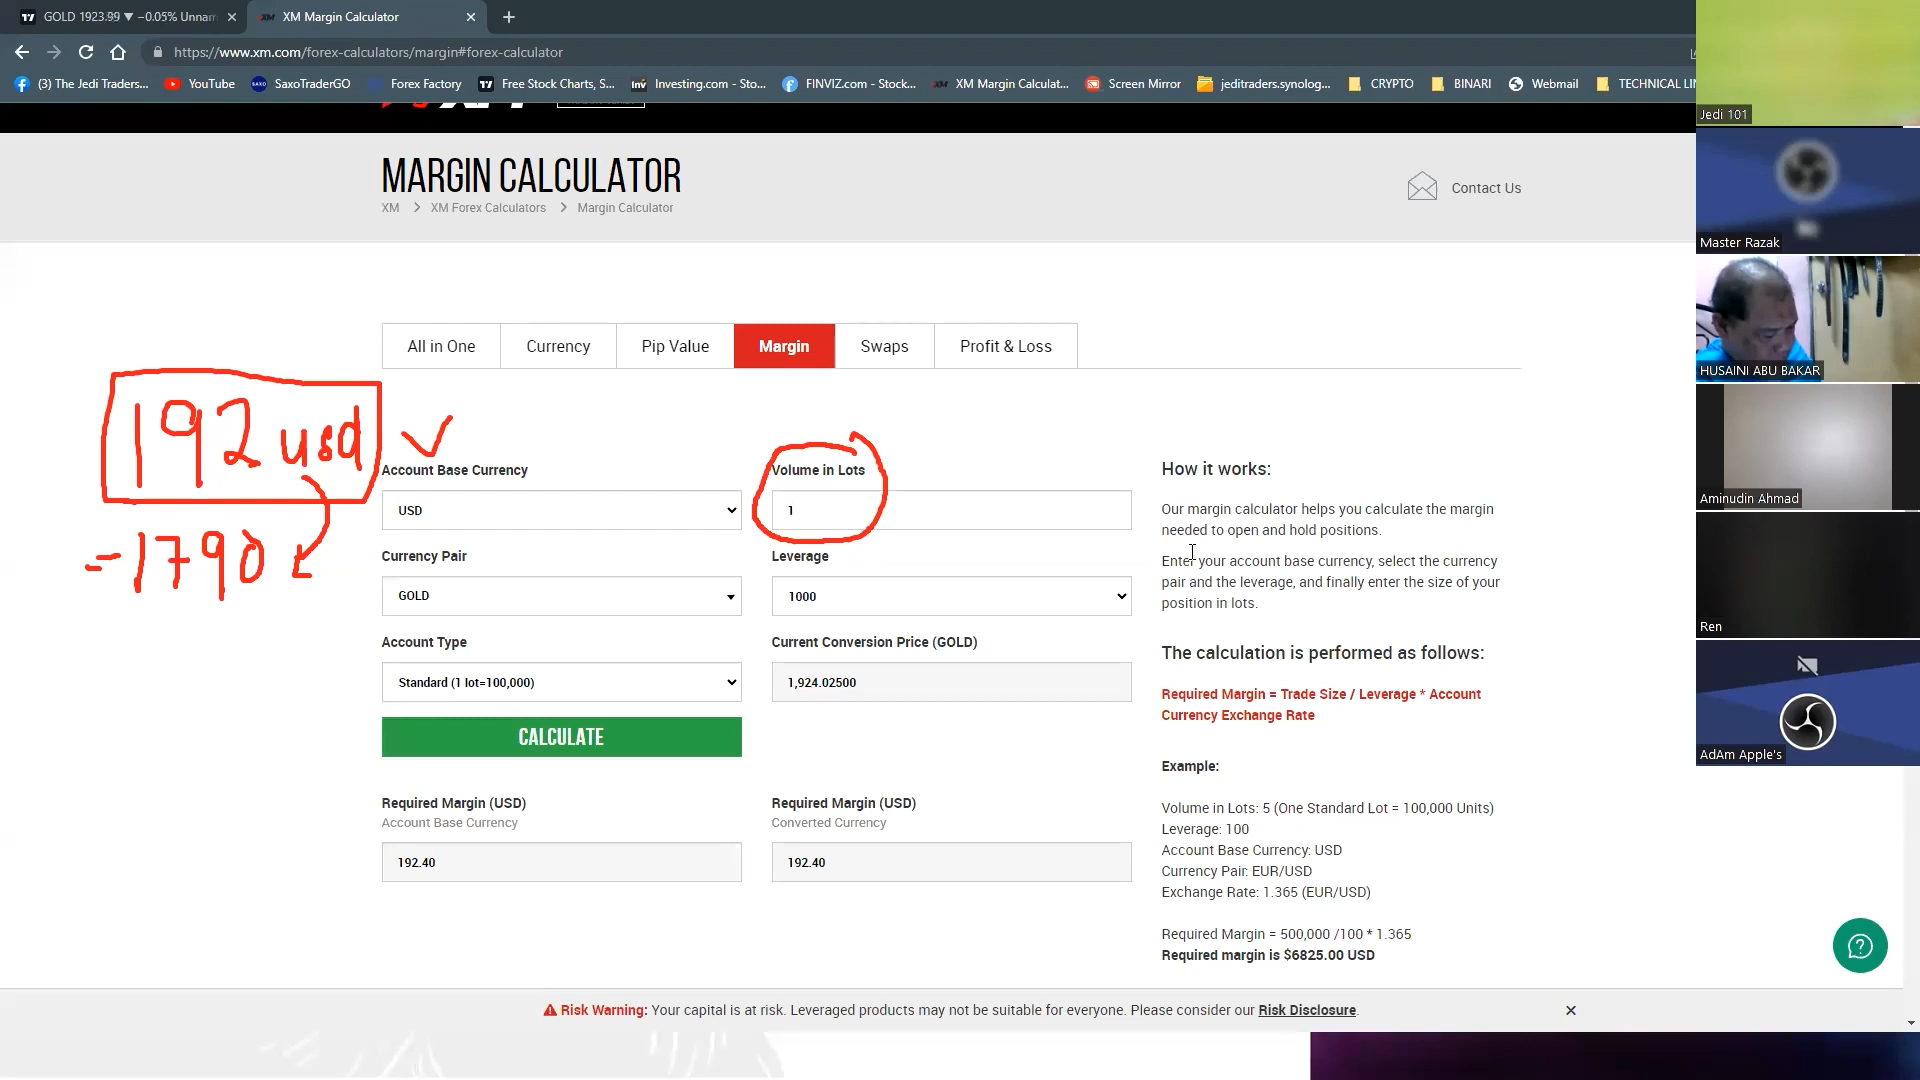 GOLD 1923.99 ▼ −0.05% Unnam
XM Margin Calculator
https://www.xm.com/forex-calculators/margin#forex-calculator
(3) The Jedi Traders...
YouTube
SaxoTraderGO
Forex Factory
Free Stock Charts, S...
Investing.com - Sto...
FINVIZ.com - Stock...
XM Margin Calculat...
Screen Mirror
jeditraders.synolog...
CRYPTO
BINARI
Webmail
TECHNICAL LIN
Jedi 101
MARGIN CALCULATOR
XM > XM Forex Calculators > Margin Calculator
Contact Us
Master Razak
All in One
Currency
Pip Value
Margin
Swaps
Profit & Loss
HUSAINI ABU BAKAR
192 usd
-1790
Account Base Currency
USD
Volume in Lots
1
Currency Pair
GOLD
Leverage
1000
Account Type
Standard (1 lot=100,000)
Current Conversion Price (GOLD)
1,924.02500
CALCULATE
Required Margin (USD)
Account Base Currency
192.40
Required Margin (USD)
Converted Currency
192.40
How it works:
Our margin calculator helps you calculate the margin
needed to open and hold positions.
Enter your account base currency, select the currency
pair and the leverage, and finally enter the size of your
position in lots.
The calculation is performed as follows:
Required Margin = Trade Size / Leverage * Account
Currency Exchange Rate
Example:
Volume in Lots: 5 (One Standard Lot = 100,000 Units)
Leverage: 100
Account Base Currency: USD
Currency Pair: EUR/USD
Exchange Rate: 1.365 (EUR/USD)
Required Margin = 500,000 /100 * 1.365
Required margin is $6825.00 USD
Aminudin Ahmad
Ren
AdAm Apple's
Risk Warning: Your capital is at risk. Leveraged products may not be suitable for everyone. Please consider our Risk Disclosure.